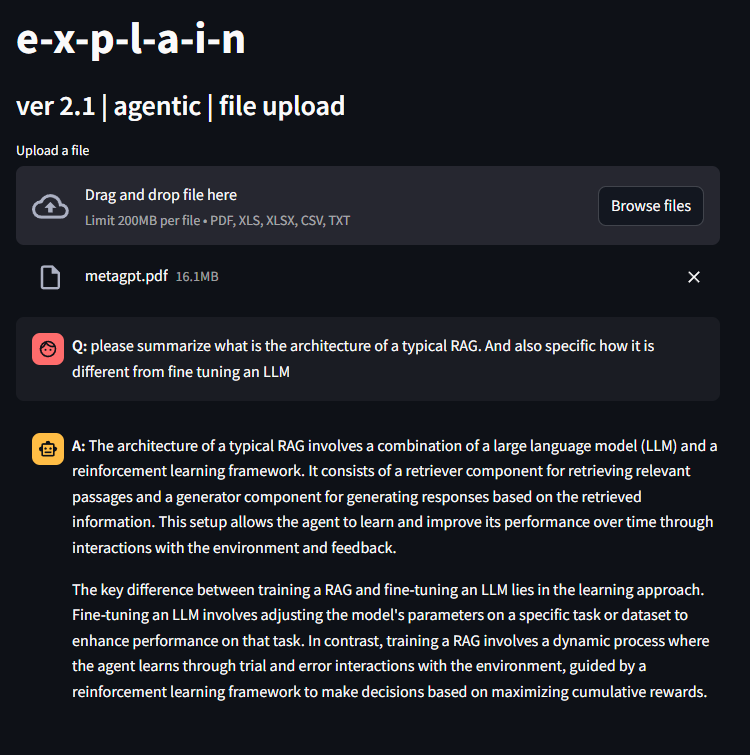 e-x-p-l-a-i-n
ver 2.1 | agentic | file upload
Upload a file
Drag and drop file here
Limit 200MB per file • PDF, XLS, XLSX, CSV, TXT
Browse files
metagpt.pdf 16.1MB
Q: please summarize what is the architecture of a typical RAG. And also specific how it is
different from fine tuning an LLM
A: The architecture of a typical RAG involves a combination of a large language model (LLM) and a
reinforcement learning framework. It consists of a retriever component for retrieving relevant
passages and a generator component for generating responses based on the retrieved
information. This setup allows the agent to learn and improve its performance over time through
interactions with the environment and feedback.
The key difference between training a RAG and fine-tuning an LLM lies in the learning approach.
Fine-tuning an LLM involves adjusting the model's parameters on a specific task or dataset to
enhance performance on that task. In contrast, training a RAG involves a dynamic process where
the agent learns through trial and error interactions with the environment, guided by a
reinforcement learning framework to make decisions based on maximizing cumulative rewards.